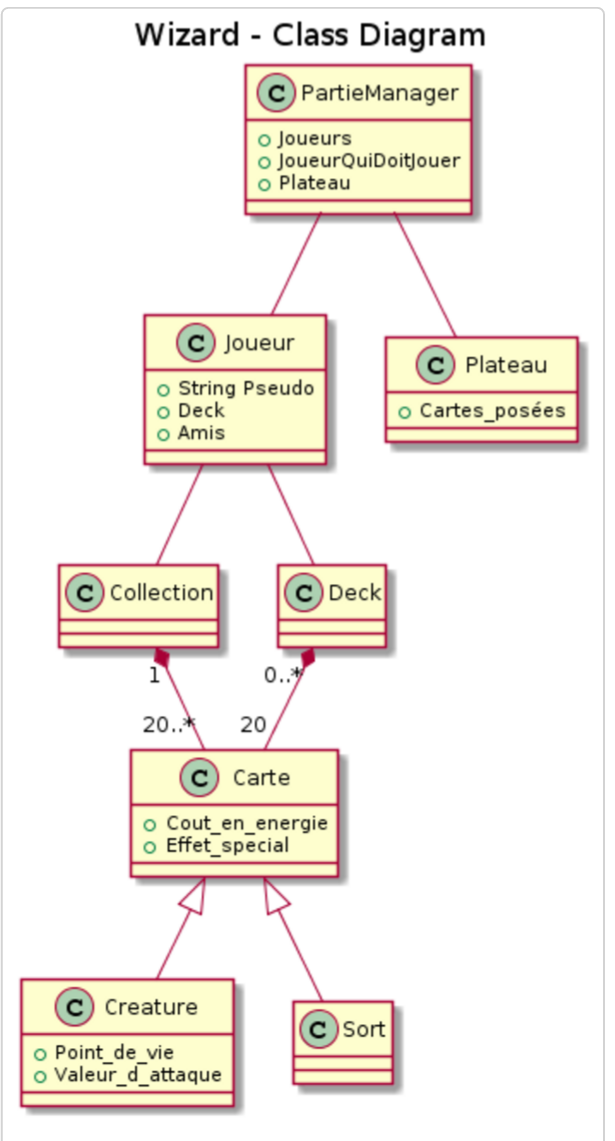 Wizard - Class Diagram
C PartieManager
Joueurs
JoueurQuiDoitJouer
Plateau
C Joueur
String Pseudo
Deck
Amis
C Plateau
Cartes_posées
C Collection
C Deck
1
0..*
20..*
20
C Carte
Cout_en_energie
Effet_special
C Creature
Point_de_vie
Valeur_d_attaque
C Sort